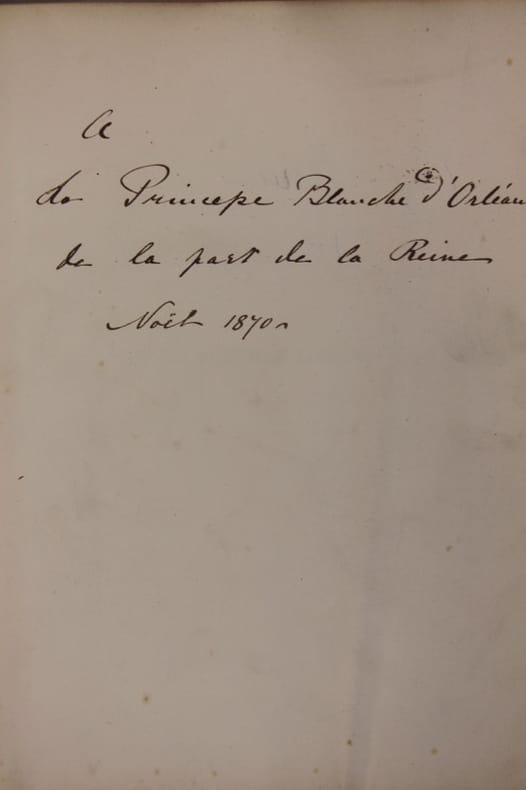 A
La Princesse Blanche d'Orléans
de la part de la Reine
Noël 1870